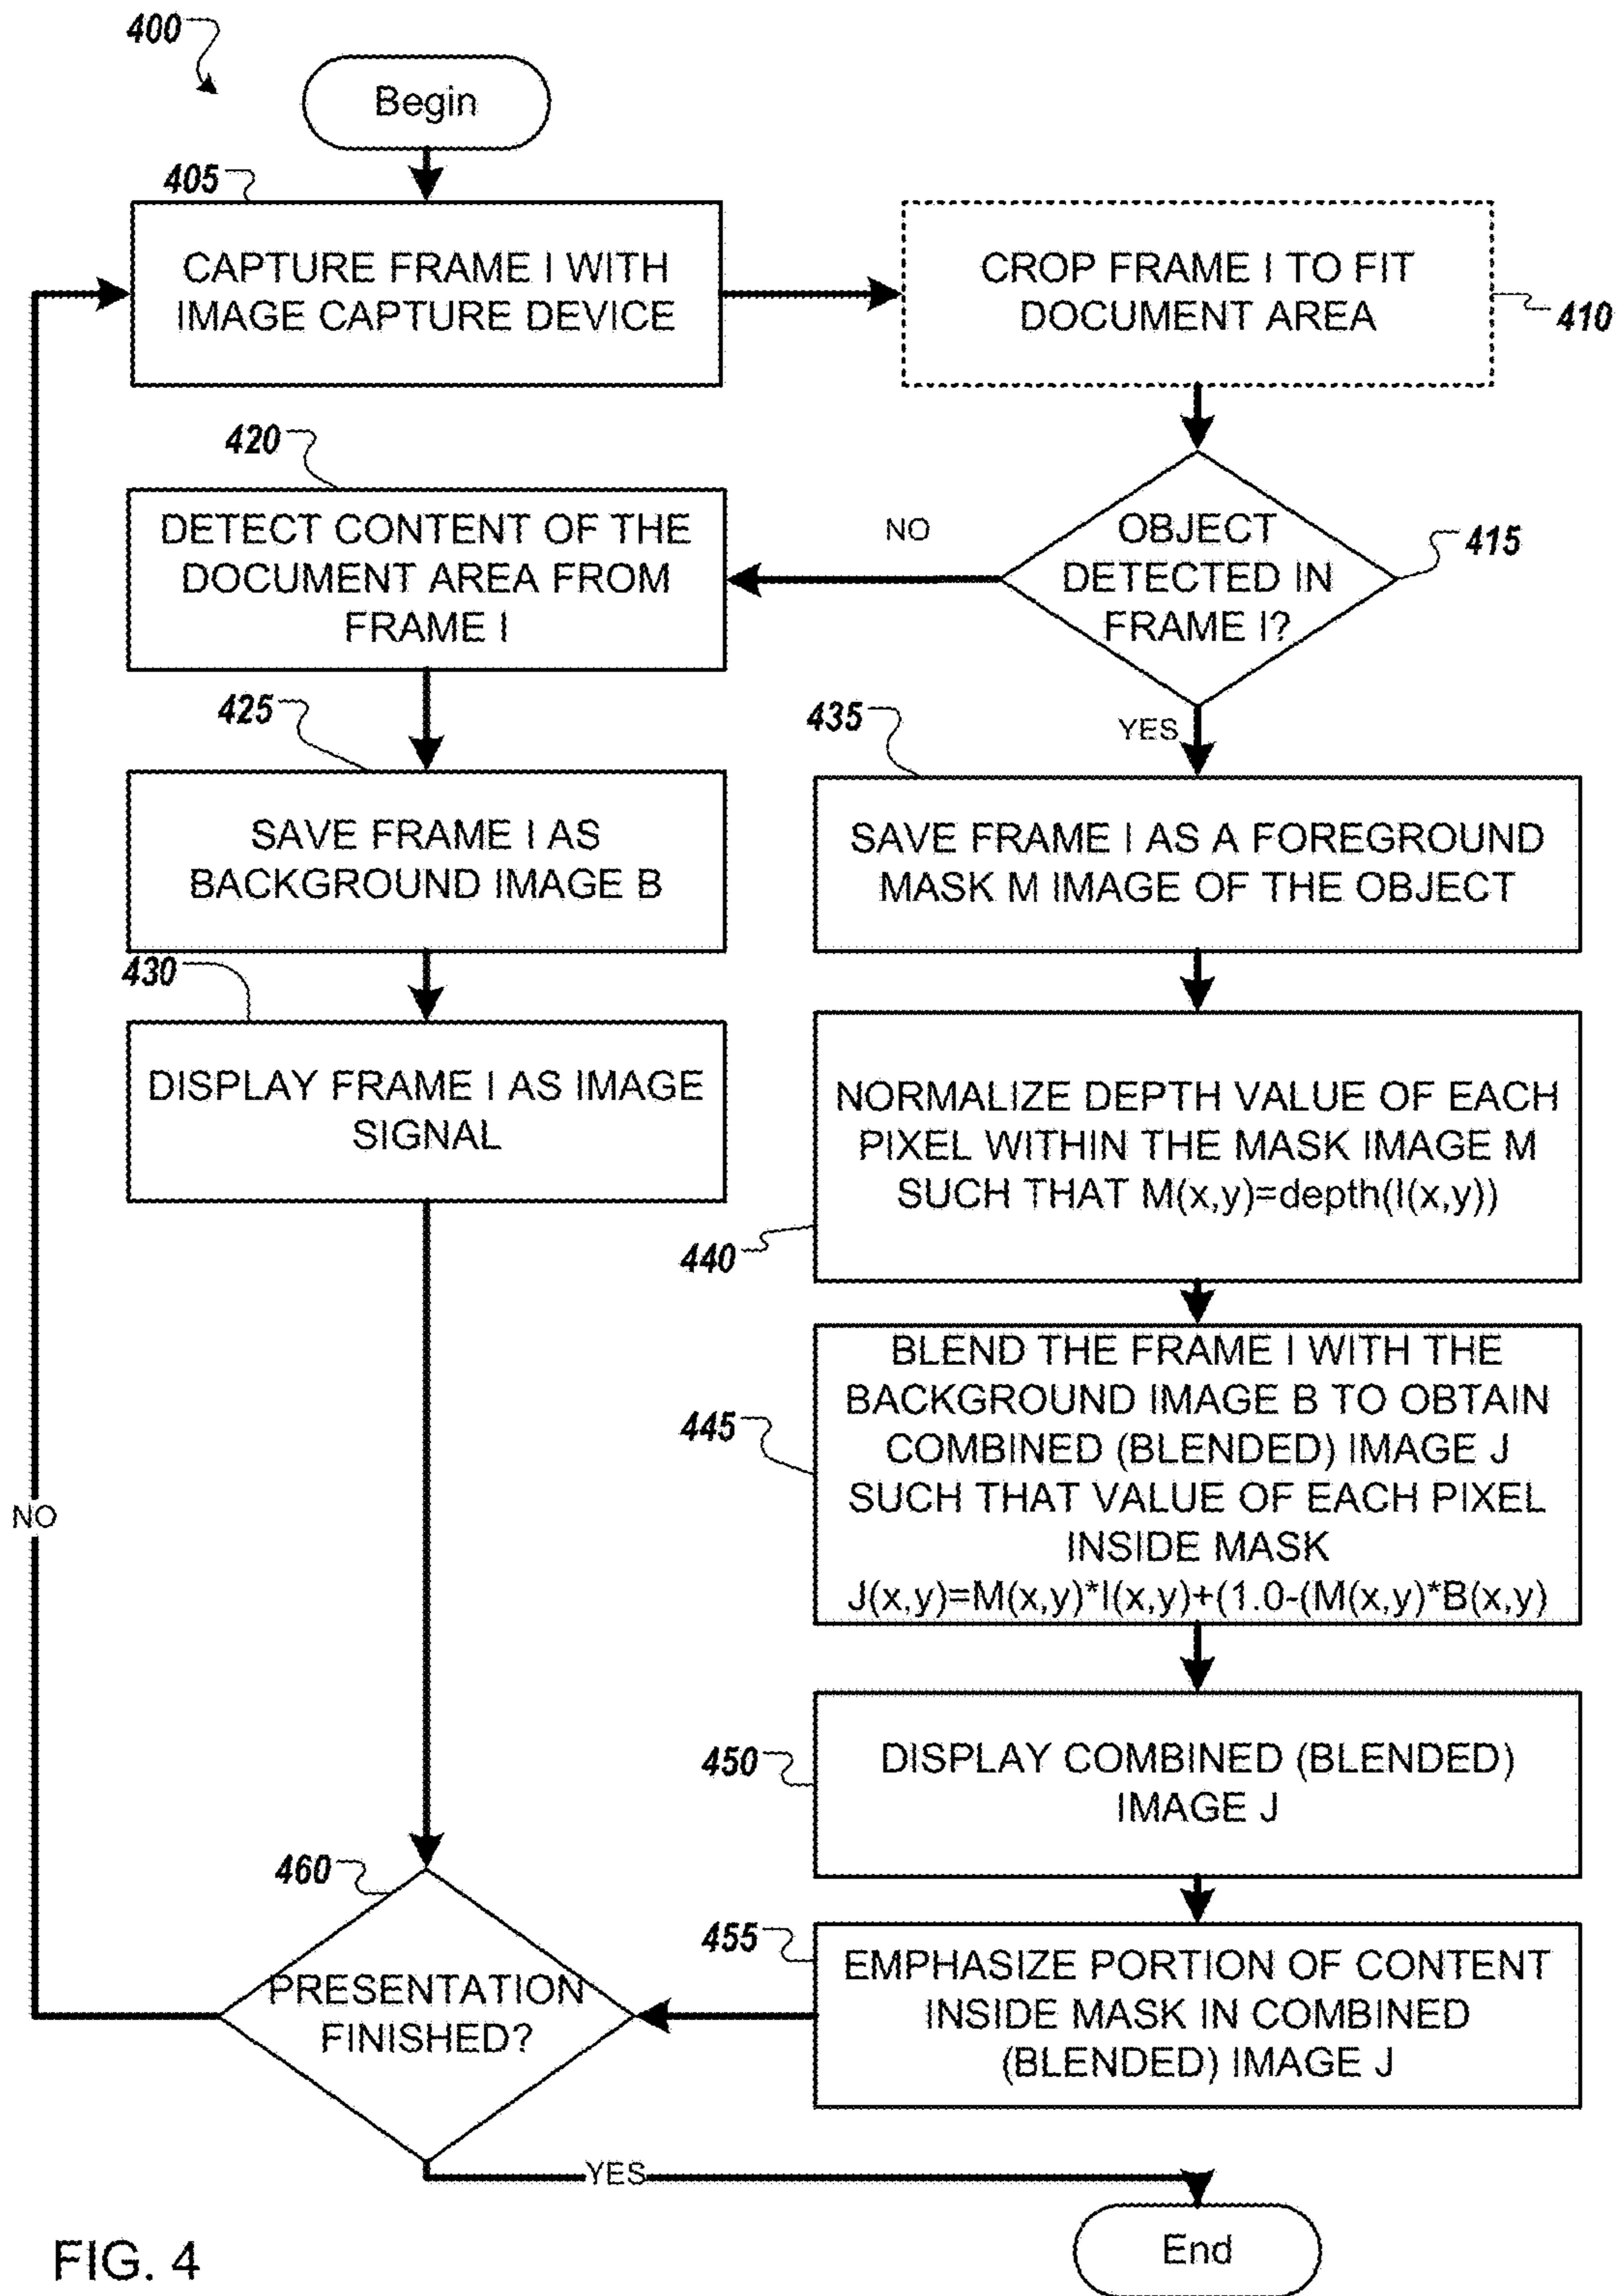 400
Begin
405
CAPTURE FRAME I WITH
IMAGE CAPTURE DEVICE
CROP FRAME I TO FIT
DOCUMENT AREA
410
420
DETECT CONTENT OF THE
DOCUMENT AREA FROM
FRAME I
NO
OBJECT
DETECTED IN
FRAME I?
415
425
SAVE FRAME I AS
BACKGROUND IMAGE B
YES
435
SAVE FRAME I AS A FOREGROUND
MASK M IMAGE OF THE OBJECT
430
DISPLAY FRAME I AS IMAGE
SIGNAL
NORMALIZE DEPTH VALUE OF EACH
PIXEL WITHIN THE MASK IMAGE M
SUCH THAT M(x,y)=depth(I(x,y))
440
BLEND THE FRAME I WITH THE
BACKGROUND IMAGE B TO OBTAIN
COMBINED (BLENDED) IMAGE J
SUCH THAT VALUE OF EACH PIXEL
INSIDE MASK
J(x,y)=M(x,y)*I(x,y)+(1.0-(M(x,y)*B(x,y)
445
NO
450
DISPLAY COMBINED (BLENDED)
IMAGE J
460
PRESENTATION
FINISHED?
455
EMPHASIZE PORTION OF CONTENT
INSIDE MASK IN COMBINED
(BLENDED) IMAGE J
YES
End
FIG. 4